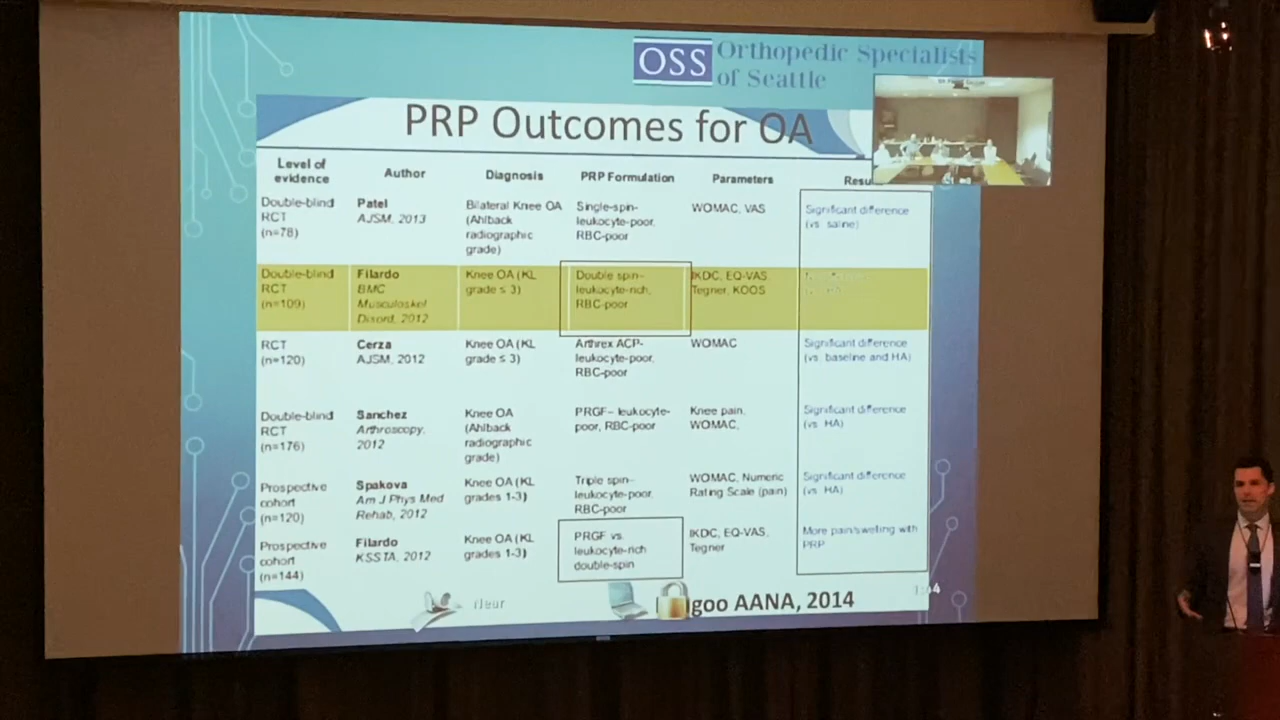 OSS Orthopedic Specialists
of Seattle
PRP Outcomes for OA
Level of
evidence
Author
Diagnosis
PRP Formulation
Parameters
Double-blind
RCT
(n=78)
Patel
AJSM, 2013
Bilateral Knee OA
(Ahlback
radiographic
grade)
Single-spin-
leukocyte-poor,
RBC-poor
WOMAC, VAS
Significant difference
(vs. saline)
Double-blind
RCT
(n=109)
Filardo
BMC
Musculoskel
Disord, 2012
Knee OA (KL
grade ≤ 3)
Double spin-
leukocyte-rich,
RBC-poor
IKDC, EQ-VAS
Tegner, KOOS
RCT
(n=120)
Cerza
AJSM, 2012
Knee OA (KL
grade ≤ 3)
Arthrex ACP-
leukocyte-poor,
RBC-poor
WOMAC
Significant difference
(vs. baseline and HA)
Double-blind
RCT
(n=176)
Sanchez
Arthroscopy,
2012
Knee OA
(Ahlback
radiographic
grade)
PRGF- leukocyte-
poor, RBC-poor
Knee pain,
WOMAC,
Significant difference
(vs. HA)
Prospective
cohort
(n=120)
Spakova
Am J Phys Med
Rehab, 2012
Knee OA (KL
grades 1-3)
Triple spin-
leukocyte-poor,
RBC-poor
WOMAC, Numeric
Rating Scale (pain)
Significant difference
(vs. HA)
Prospective
cohort
(n=144)
Filardo
KSSTA, 2012
Knee OA (KL
grades 1-3)
PRGF vs.
leukocyte-rich
double-spin
IKDC, EQ-VAS,
Tegner
More pain/swelling with
PRP
goo AANA, 2014